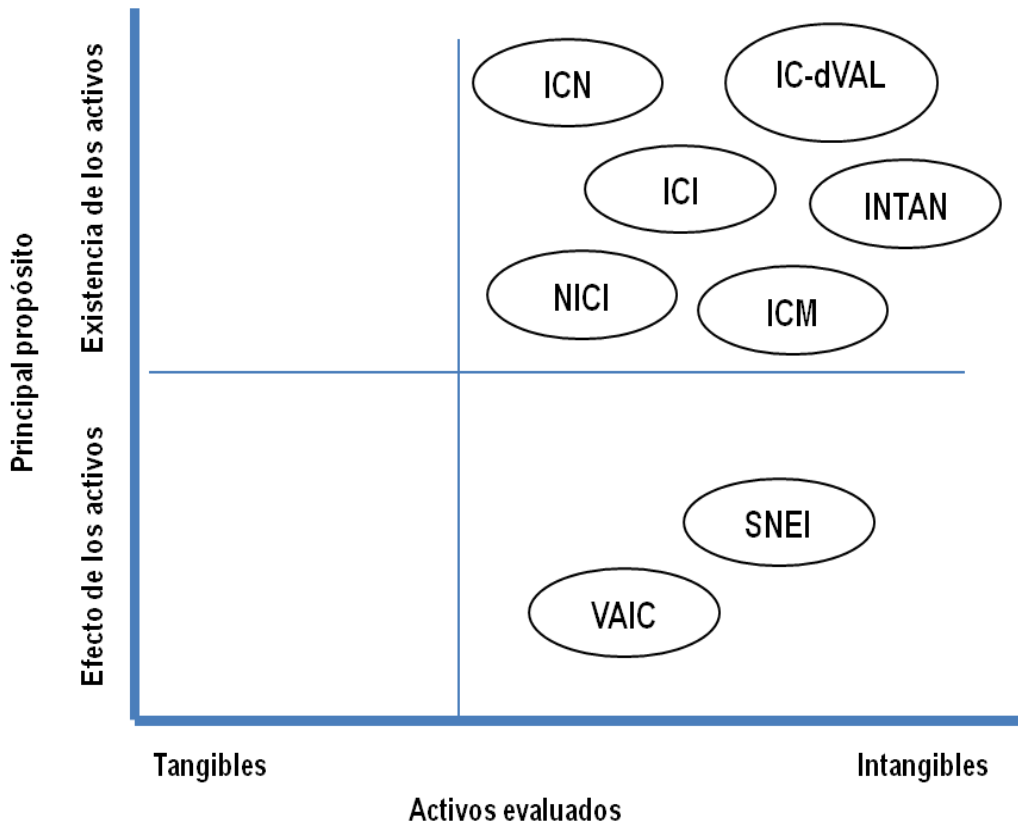 Principal propósito
Existencia de los activos
Efecto de los activos
ICN
IC-dVAL
ICI
INTAN
NICI
ICM
SNEI
VAIC
Tangibles
Intangibles
Activos evaluados